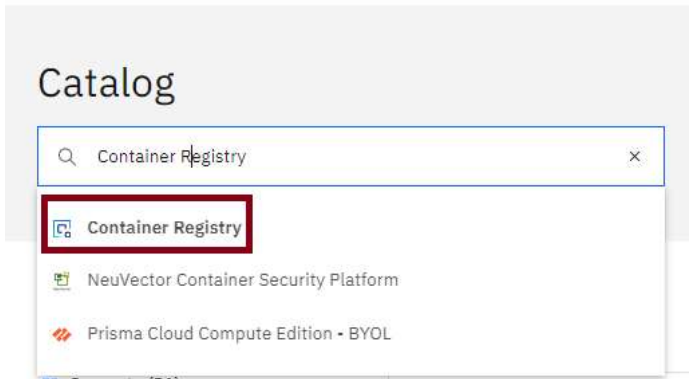 Catalog
Container Registry
Container Registry
NeuVector Container Security Platform
Prisma Cloud Compute Edition - BYOL